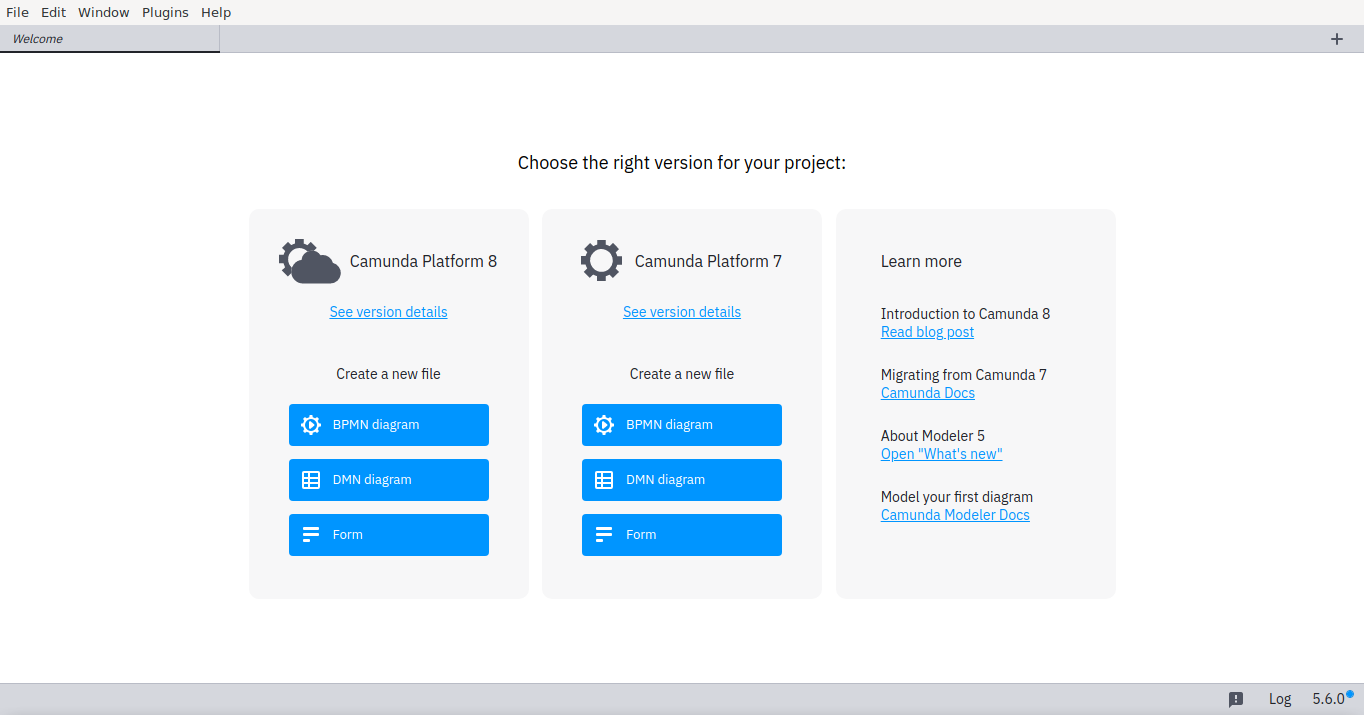 File Edit Window Plugins Help
Welcome
Choose the right version for your project:
Camunda Platform 8
See version details
Create a new file
BPMN diagram
DMN diagram
Form
Camunda Platform 7
See version details
Create a new file
BPMN diagram
DMN diagram
Form
Learn more
Introduction to Camunda 8
Read blog post
Migrating from Camunda 7
Camunda Docs
About Modeler 5
Open "What's new"
Model your first diagram
Camunda Modeler Docs
Log 5.6.0